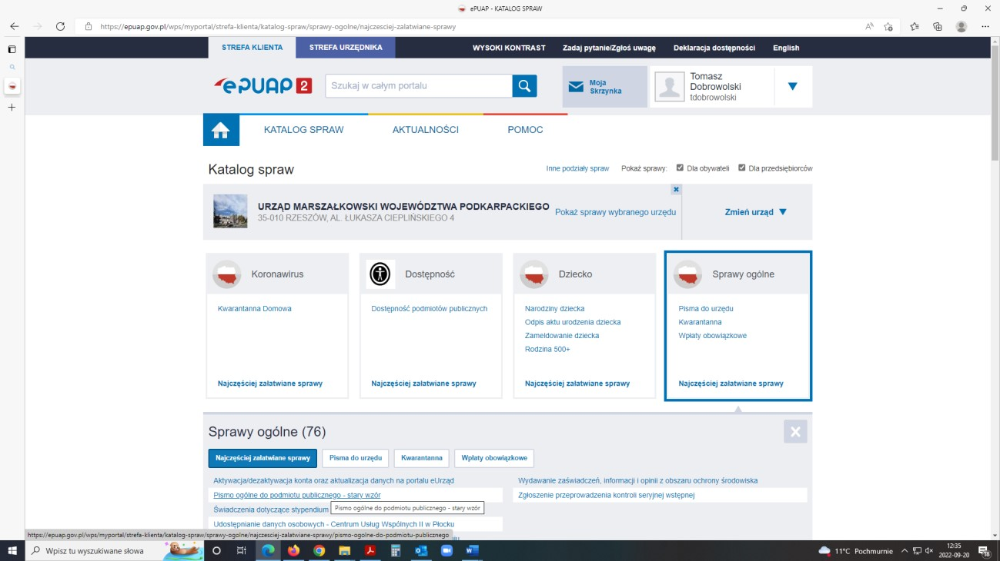 ePUAP - KATALOG SPRAW
https://epuap.gov.pl/wps/myportal/strefa-klienta/katalog-spraw/sprawy-ogolne/najczesciej-zalatwiane-sprawy
STREFA KLIENTA
STREFA URZĘDNIKA
WYSOKI KONTRAST
Zadaj pytanie/Zgłoś uwagę
Deklaracja dostępności
English
ePUAP 2
Szukaj w całym portalu
Moja
Skrzynka
Tomasz
Dobrowolski
tdobrowolski
KATALOG SPRAW
AKTUALNOŚCI
POMOC
Katalog spraw
Inne podziały spraw
Pokaż sprawy:
Dla obywateli
Dla przedsiębiorców
URZĄD MARSZAŁKOWSKI WOJEWÓDZTWA PODKARPACKIEGO
35-010 RZESZÓW, AL. ŁUKASZA CIEPLIŃSKIEGO 4
Pokaż sprawy wybranego urzędu
Zmień urząd
Koronawirus
Kwarantanna Domowa
Najczęściej załatwiane sprawy
Dostępność
Dostępność podmiotów publicznych
Najczęściej załatwiane sprawy
Dziecko
Narodziny dziecka
Odpis aktu urodzenia dziecka
Zameldowanie dziecka
Rodzina 500+
Najczęściej załatwiane sprawy
Sprawy ogólne
Pisma do urzędu
Kwarantanna
Wpłaty obowiązkowe
Najczęściej załatwiane sprawy
Sprawy ogólne (76)
Najczęściej załatwiane sprawy
Pisma do urzędu
Kwarantanna
Wpłaty obowiązkowe
Aktywacja/dezaktywacja konta oraz aktualizacja danych na portalu eUrząd
Pismo ogólne do podmiotu publicznego - stary wzór
Świadczenia dotyczące stypendium
Pismo ogólne do podmiotu publicznego - stary wzór
Udostępnianie danych osobowych - Centrum Usług Wspólnych II w Płocku
Wydawanie zaświadczeń, informacji i opinii z obszaru ochrony środowiska
Zgłoszenie przeprowadzenia kontroli seryjnej wstępnej
https://epuap.gov.pl/wps/myportal/strefa-klienta/katalog-spraw/sprawy-ogolne/najczesciej-zalatwiane-sprawy/pismo-ogolne-do-podmiotu-publicznego
Wpisz tu wyszukiwane słowa
11°C Pochmurnie
12:35
2022-09-20
18